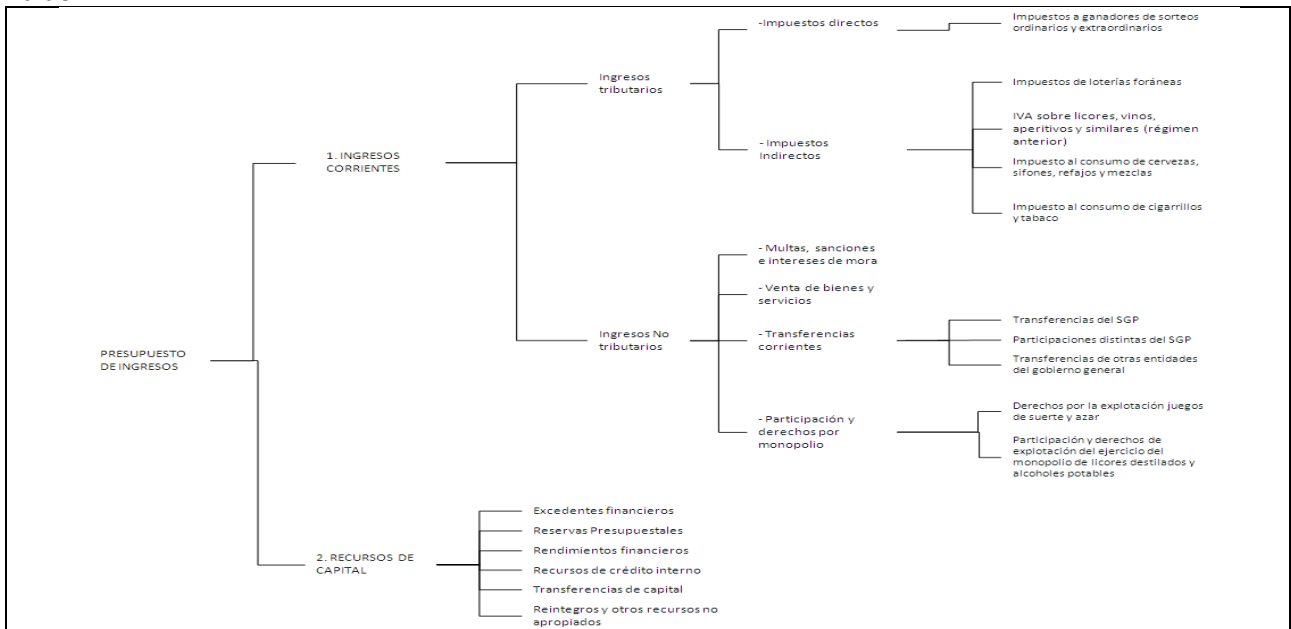 -Impuestos directos
Impuestos a ganadores de sorteos
ordinarios y extraordinarios
Ingresos
tributarios
Impuestos de loterías foráneas
- Impuestos
Indirectos
IVA sobre licores, vinos,
aperitivos y similares (régimen
anterior)
Impuesto al consumo de cervezas,
sifones, refajos y mezclas
Impuesto al consumo de cigarrillos
y tabaco
1. INGRESOS
CORRIENTES
- Multas, sanciones
e intereses de mora
- Venta de bienes y
servicios
Ingresos No
tributarios
- Transferencias
corrientes
Transferencias del SGP
Participaciones distintas del SGP
Transferencias de otras entidades
del gobierno general
PRESUPUESTO
DE INGRESOS
- Participación y
derechos por
monopolio
Derechos por la explotación juegos
de suerte y azar
Participación y derechos de
explotación del ejercicio del
monopolio de licores destilados y
alcoholes potables
2. RECURSOS DE
CAPITAL
Excedentes financieros
Reservas Presupuestales
Rendimientos financieros
Recursos de crédito interno
Transferencias de capital
Reintegros y otros recursos no
apropiados